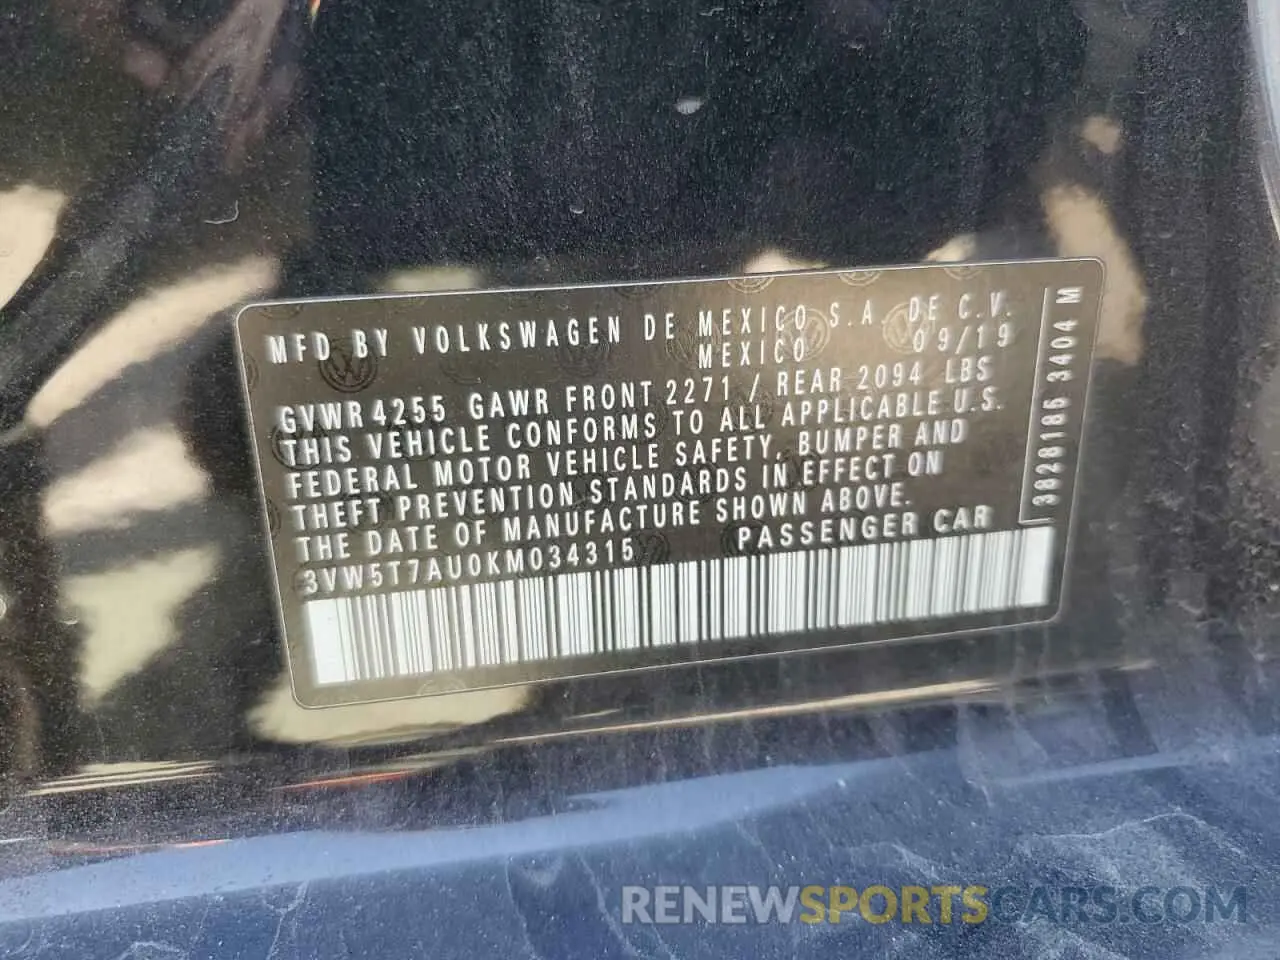 MFD BY VOLKSWAGEN DE MEXICO S.A. DE C.V.
MEXICO 09/19
GVWR 4255 GAWR FRONT 2271 / REAR 2094 LBS
THIS VEHICLE CONFORMS TO ALL APPLICABLE U.S.
FEDERAL MOTOR VEHICLE SAFETY, BUMPER AND
THEFT PREVENTION STANDARDS IN EFFECT ON
THE DATE OF MANUFACTURE SHOWN ABOVE.
3VW5T7AU0KM034315 PASSENGER CAR
3828186 3404 M
RENEWSPORTSCARS.COM